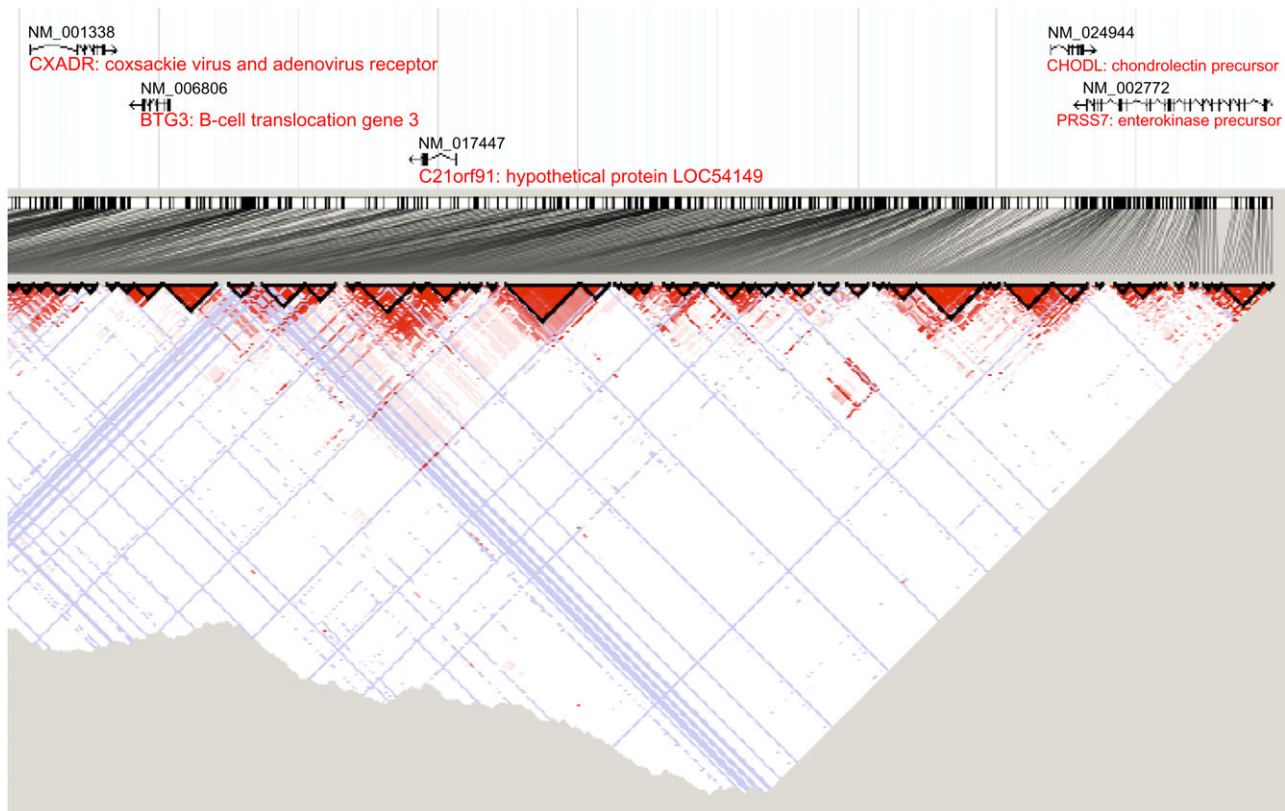 NM_001338
CXADR: coxsackie virus and adenovirus receptor
NM_006806
BTG3: B-cell translocation gene 3
NM_017447
C21orf91: hypothetical protein LOC54149
NM_024944
CHODL: chondrolectin precursor
NM_002772
PRSS7: enterokinase precursor